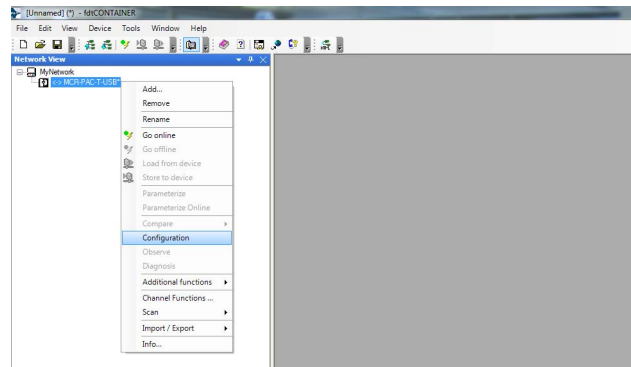 [Unnamed] (*) - fdtCONTAINER
File Edit View Device Tools Window Help
Network View
MyNetwork
<-> MCR-PAC-T-USB*
Add...
Remove
Rename
Go online
Go offline
Load from device
Store to device
Parameterize
Parameterize Online
Compare
Configuration
Observe
Diagnosis
Additional functions
Channel Functions ...
Scan
Import / Export
Info...